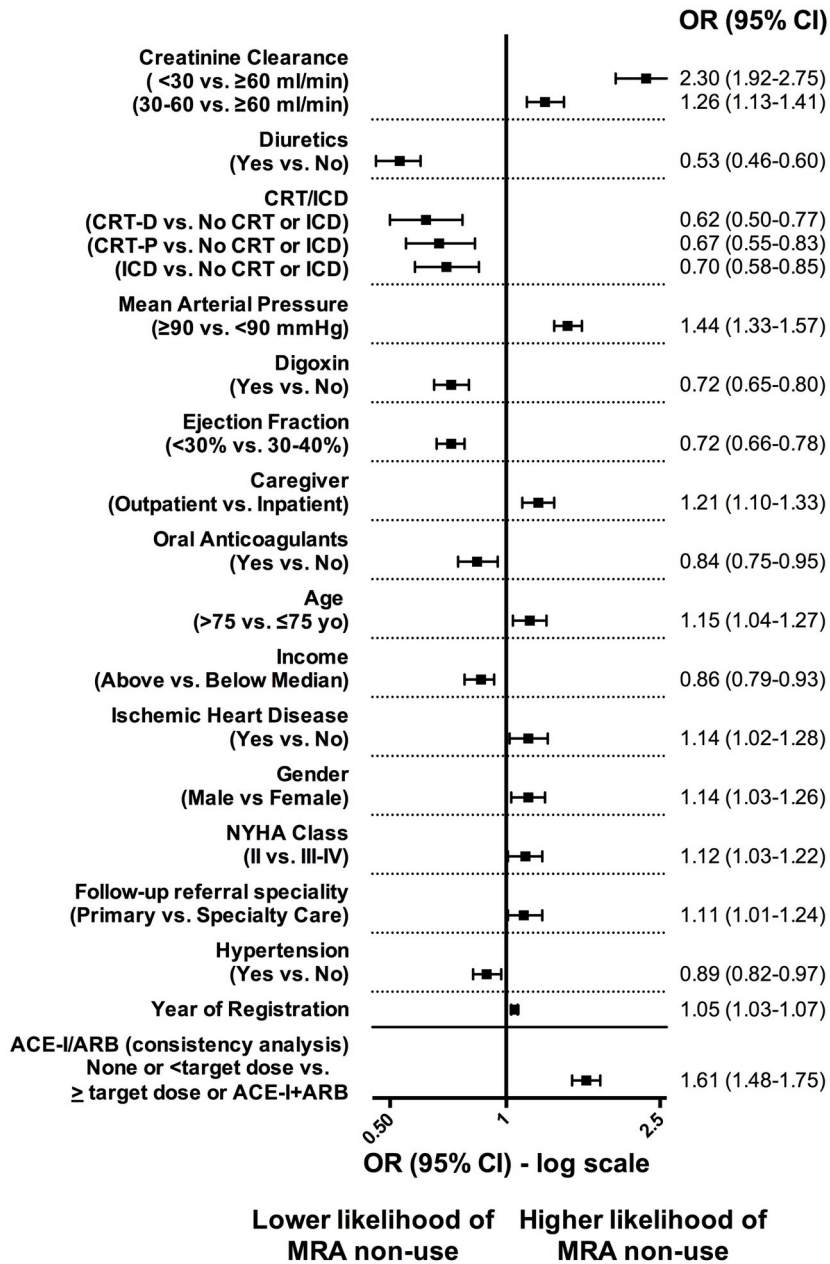 OR (95% CI)
Creatinine Clearance
( <30 vs. ≥60 ml/min) 2.30 (1.92-2.75)
(30-60 vs. ≥60 ml/min) 1.26 (1.13-1.41)
Diuretics
(Yes vs. No) 0.53 (0.46-0.60)
CRT/ICD
(CRT-D vs. No CRT or ICD) 0.62 (0.50-0.77)
(CRT-P vs. No CRT or ICD) 0.67 (0.55-0.83)
(ICD vs. No CRT or ICD) 0.70 (0.58-0.85)
Mean Arterial Pressure
(≥90 vs. <90 mmHg) 1.44 (1.33-1.57)
Digoxin
(Yes vs. No) 0.72 (0.65-0.80)
Ejection Fraction
(<30% vs. 30-40%) 0.72 (0.66-0.78)
Caregiver
(Outpatient vs. Inpatient) 1.21 (1.10-1.33)
Oral Anticoagulants
(Yes vs. No) 0.84 (0.75-0.95)
Age
(>75 vs. ≤75 yo) 1.15 (1.04-1.27)
Income
(Above vs. Below Median) 0.86 (0.79-0.93)
Ischemic Heart Disease
(Yes vs. No) 1.14 (1.02-1.28)
Gender
(Male vs Female) 1.14 (1.03-1.26)
NYHA Class
(II vs. III-IV) 1.12 (1.03-1.22)
Follow-up referral speciality
(Primary vs. Specialty Care) 1.11 (1.01-1.24)
Hypertension
(Yes vs. No) 0.89 (0.82-0.97)
Year of Registration 1.05 (1.03-1.07)
ACE-I/ARB (consistency analysis)
None or <target dose vs.
≥ target dose or ACE-I+ARB 1.61 (1.48-1.75)
0.50 1 2.5
OR (95% CI) - log scale
Lower likelihood of Higher likelihood of
MRA non-use MRA non-use